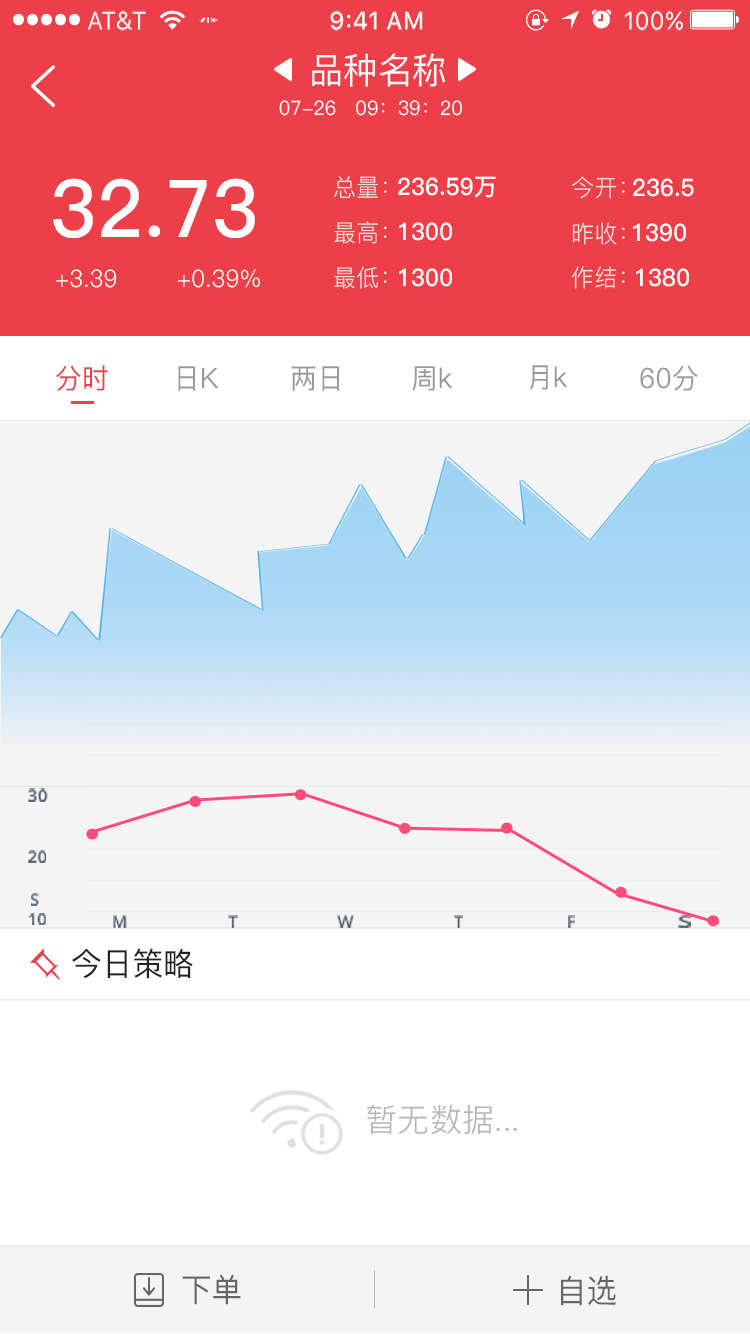 AT&T 9:41 AM 100%
品种名称
07-26 09: 39: 20
32.73
+3.39 +0.39%
总量: 236.59万 今开: 236.5
最高: 1300 昨收: 1390
最低: 1300 作结: 1380
分时 日K 两日 周k 月k 60分
30
20
S
10 M T W T F S
今日策略
暂无数据...
下单 自选